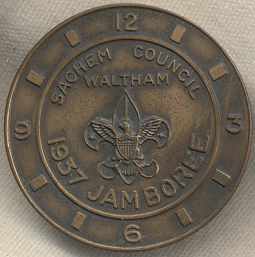 12
SACHEM COUNCIL
WALTHAM
9
3
1937 JAMBOREE
6